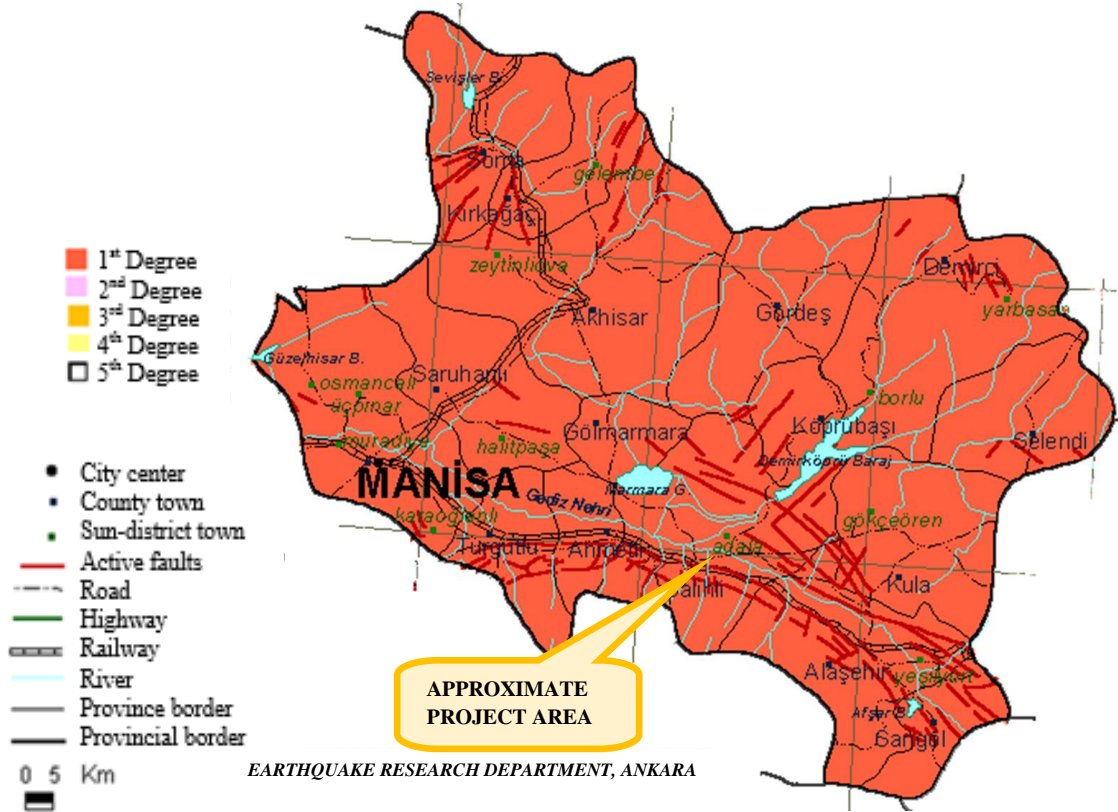 Sevişler B.
Soma
gelembe
Kırkağaç
zeytinliova
Demirci
yarbasan
Akhisar
Gördeş
1st Degree
2nd Degree
3rd Degree
4th Degree
5th Degree
Güzelhisar B.
osmancalı
üçpınar
Saruhanlı
borlu
Köprübaşı
Gölmarmara
Selendi
muradiye
halitpaşa
Demirköprü Baraj
MANİSA
Marmara G.
Gediz Nehri
karaoğlanlı
gökçeören
Turgutlu
Ahmetli
adala
Salihli
Kula
City center
County town
Sun-district town
Active faults
Road
Highway
Railway
River
Province border
Provincial border
0 5 Km
APPROXIMATE
PROJECT AREA
Alaşehir
yeşilyurt
Afşar B.
Sarıgöl
EARTHQUAKE RESEARCH DEPARTMENT, ANKARA